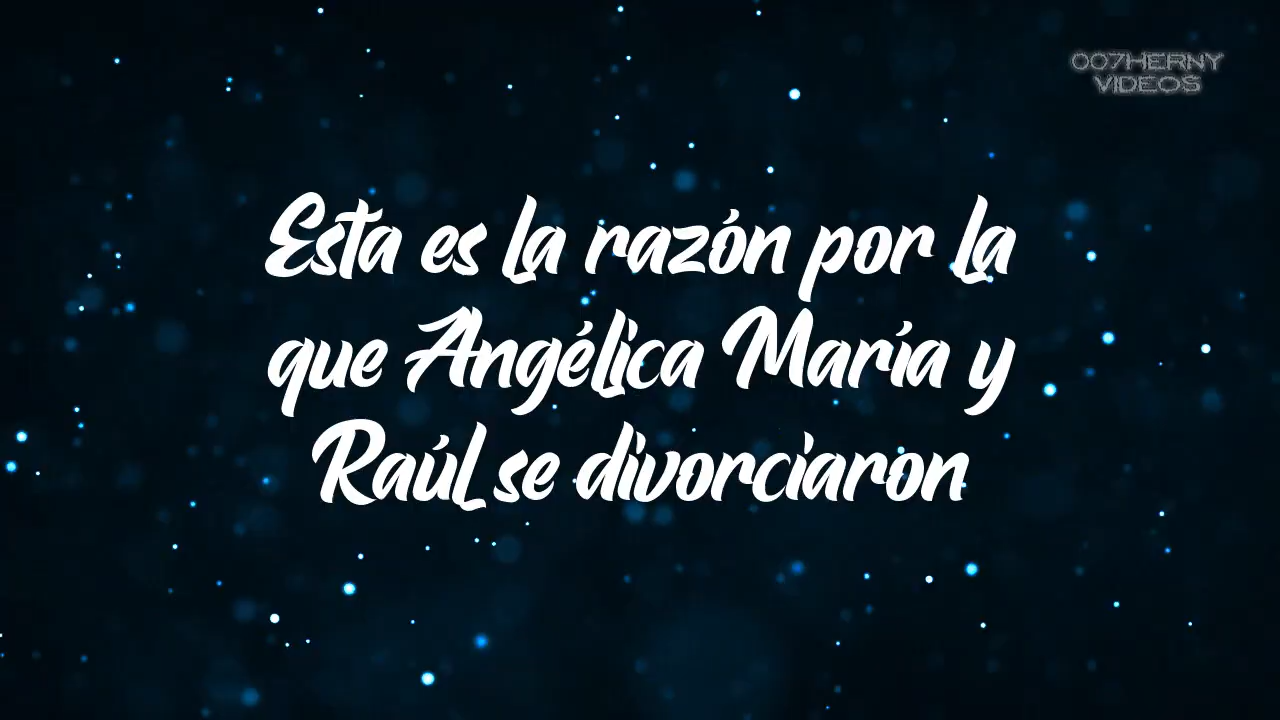 007HERNY
VIDEOS
Esta es la razón por la
que Angélica María y
Raúl se divorciaron